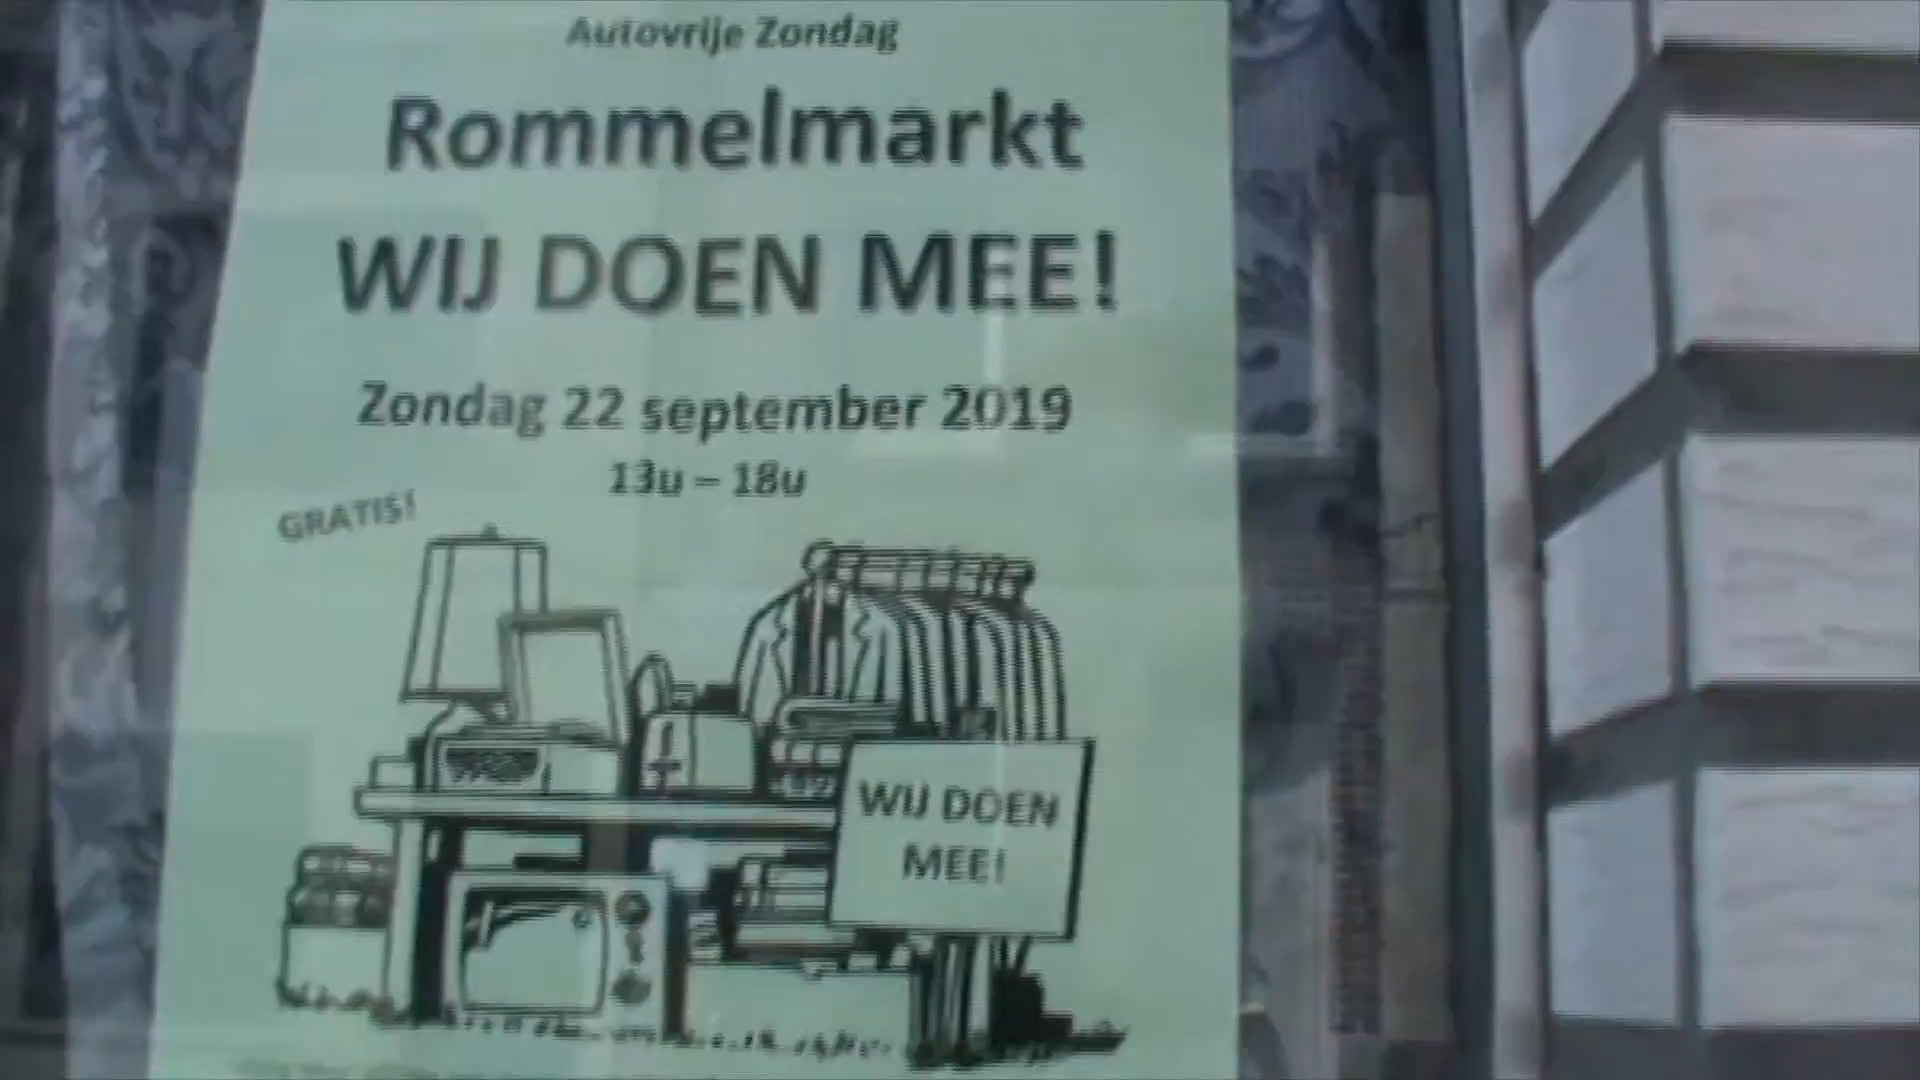 Autovrije Zondag
Rommelmarkt
WIJ DOEN MEE!
Zondag 22 september 2019
13u – 18u
GRATIS!
WIJ DOEN
MEE!